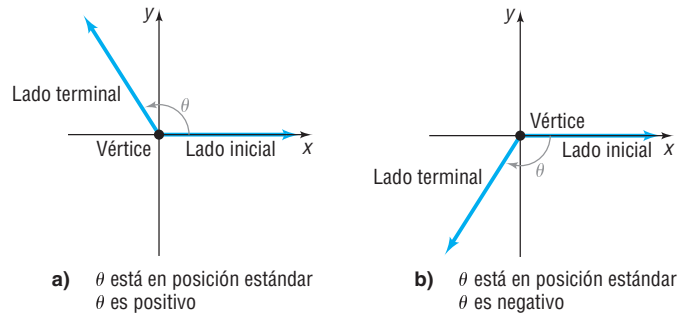 y
Lado terminal
θ
Vértice
Lado inicial
x
a) θ está en posición estándar
θ es positivo
y
Vértice
Lado inicial
x
Lado terminal
θ
b) θ está en posición estándar
θ es negativo